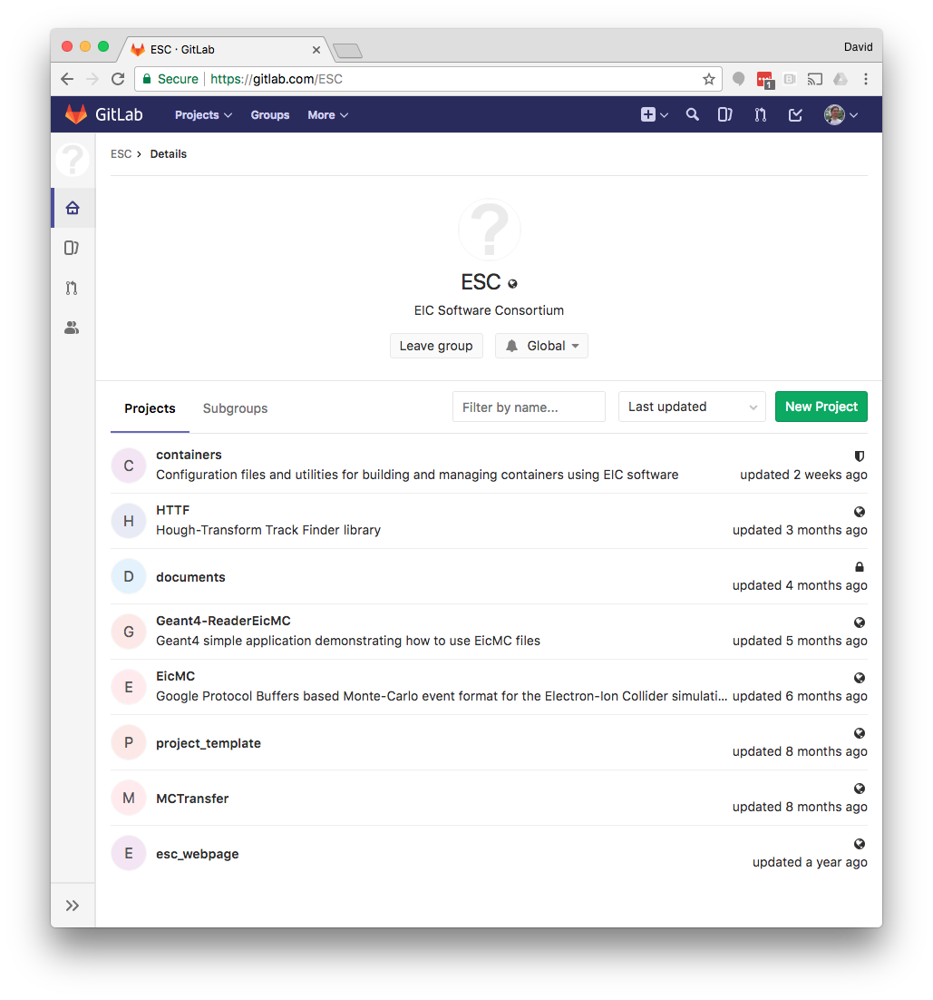 ESC · GitLab
David
Secure https://gitlab.com/ESC
1
GitLab Projects Groups More
ESC > Details
?
?
ESC
EIC Software Consortium
Leave group Global
Projects Subgroups Filter by name... Last updated New Project
C
containers
Configuration files and utilities for building and managing containers using EIC software
updated 2 weeks ago
H
HTTF
Hough-Transform Track Finder library
updated 3 months ago
D
documents
updated 4 months ago
G
Geant4-ReaderEicMC
Geant4 simple application demonstrating how to use EicMC files
updated 5 months ago
E
EicMC
Google Protocol Buffers based Monte-Carlo event format for the Electron-Ion Collider simulati...
updated 6 months ago
P
project_template
updated 8 months ago
M
MCTransfer
updated 8 months ago
E
esc_webpage
updated a year ago